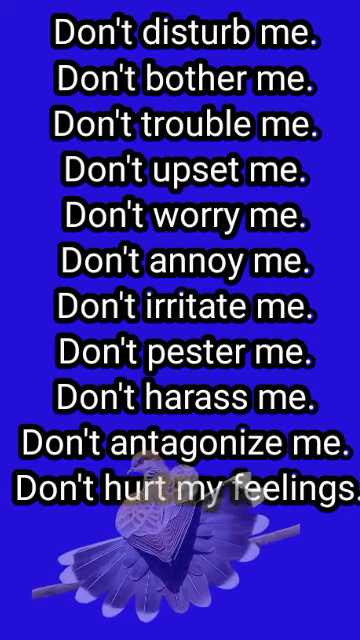 Don't disturb me.
Don't bother me.
Don't trouble me.
Don't upset me.
Don't worry me.
Don't annoy me.
Don't irritate me.
Don't pester me.
Don't harass me.
Don't antagonize me.
Don't hurt my feelings.